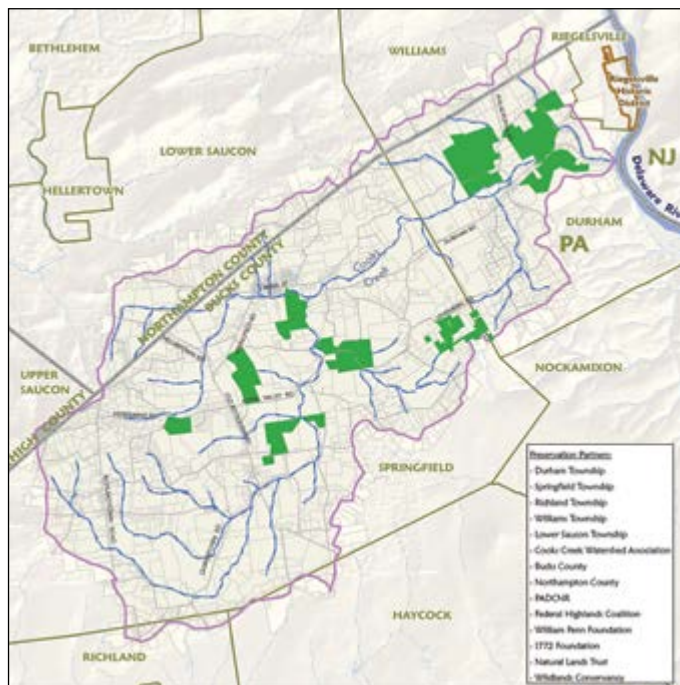 BETHLEHEM
WILLIAMS
RIEGELSVILLE
Riegelsville
Historic
District
LOWER SAUCON
HELLERTOWN
NJ
Delaware
DURHAM
PA
NORTHAMPTON COUNTY
BUCKS COUNTY
Cooks
Creek
UPPER
SAUCON
LEHIGH COUNTY
NOCKAMIXON
SPRINGFIELD
HAYCOCK
RICHLAND
Preservation Partners:
- Durham Township
- Springfield Township
- Richland Township
- Williams Township
- Lower Saucon Township
- Cooks Creek Watershed Association
- Bucks County
- Northampton County
- PADCNR
- Federal Highlands Coalition
- William Penn Foundation
- 1772 Foundation
- Natural Lands Trust
- Wildlands Conservancy